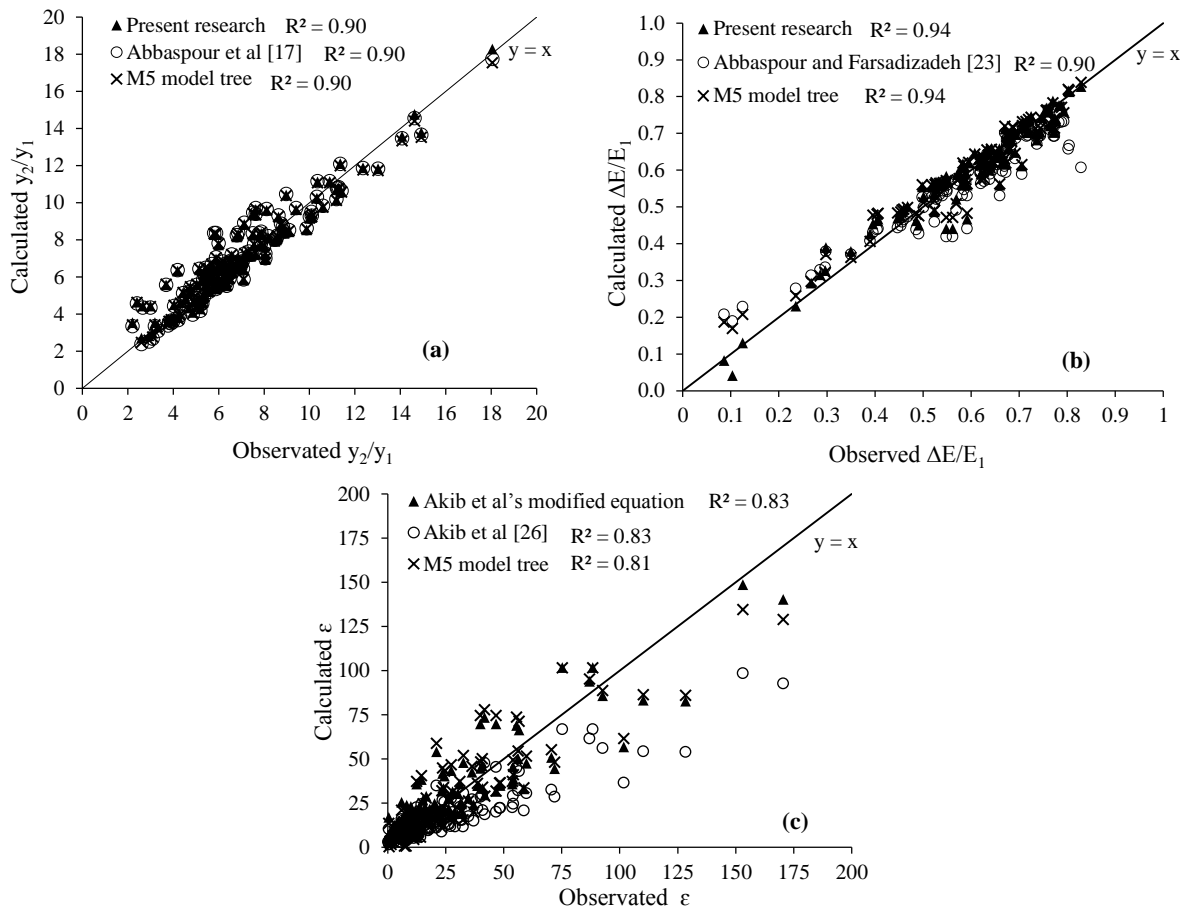 ▲ Present research R² = 0.90
○ Abbaspour et al [17] R² = 0.90
× M5 model tree R² = 0.90
y = x
20
18
16
14
12
10
8
6
4
2
0
Calculated y₂/y₁
(a)
0 2 4 6 8 10 12 14 16 18 20
Observated y₂/y₁
▲ Present research R² = 0.94
○ Abbaspour and Farsadizadeh [23] R² = 0.90
× M5 model tree R² = 0.94
y = x
1.0
0.9
0.8
0.7
0.6
0.5
0.4
0.3
0.2
0.1
0.0
Calculated ΔE/E₁
(b)
0 0.1 0.2 0.3 0.4 0.5 0.6 0.7 0.8 0.9 1
Observed ΔE/E₁
▲ Akib et al’s modified equation R² = 0.83
○ Akib et al [26] R² = 0.83
× M5 model tree R² = 0.81
y = x
200
175
150
125
100
75
50
25
0
Calculated ε
(c)
0 25 50 75 100 125 150 175 200
Observated ε